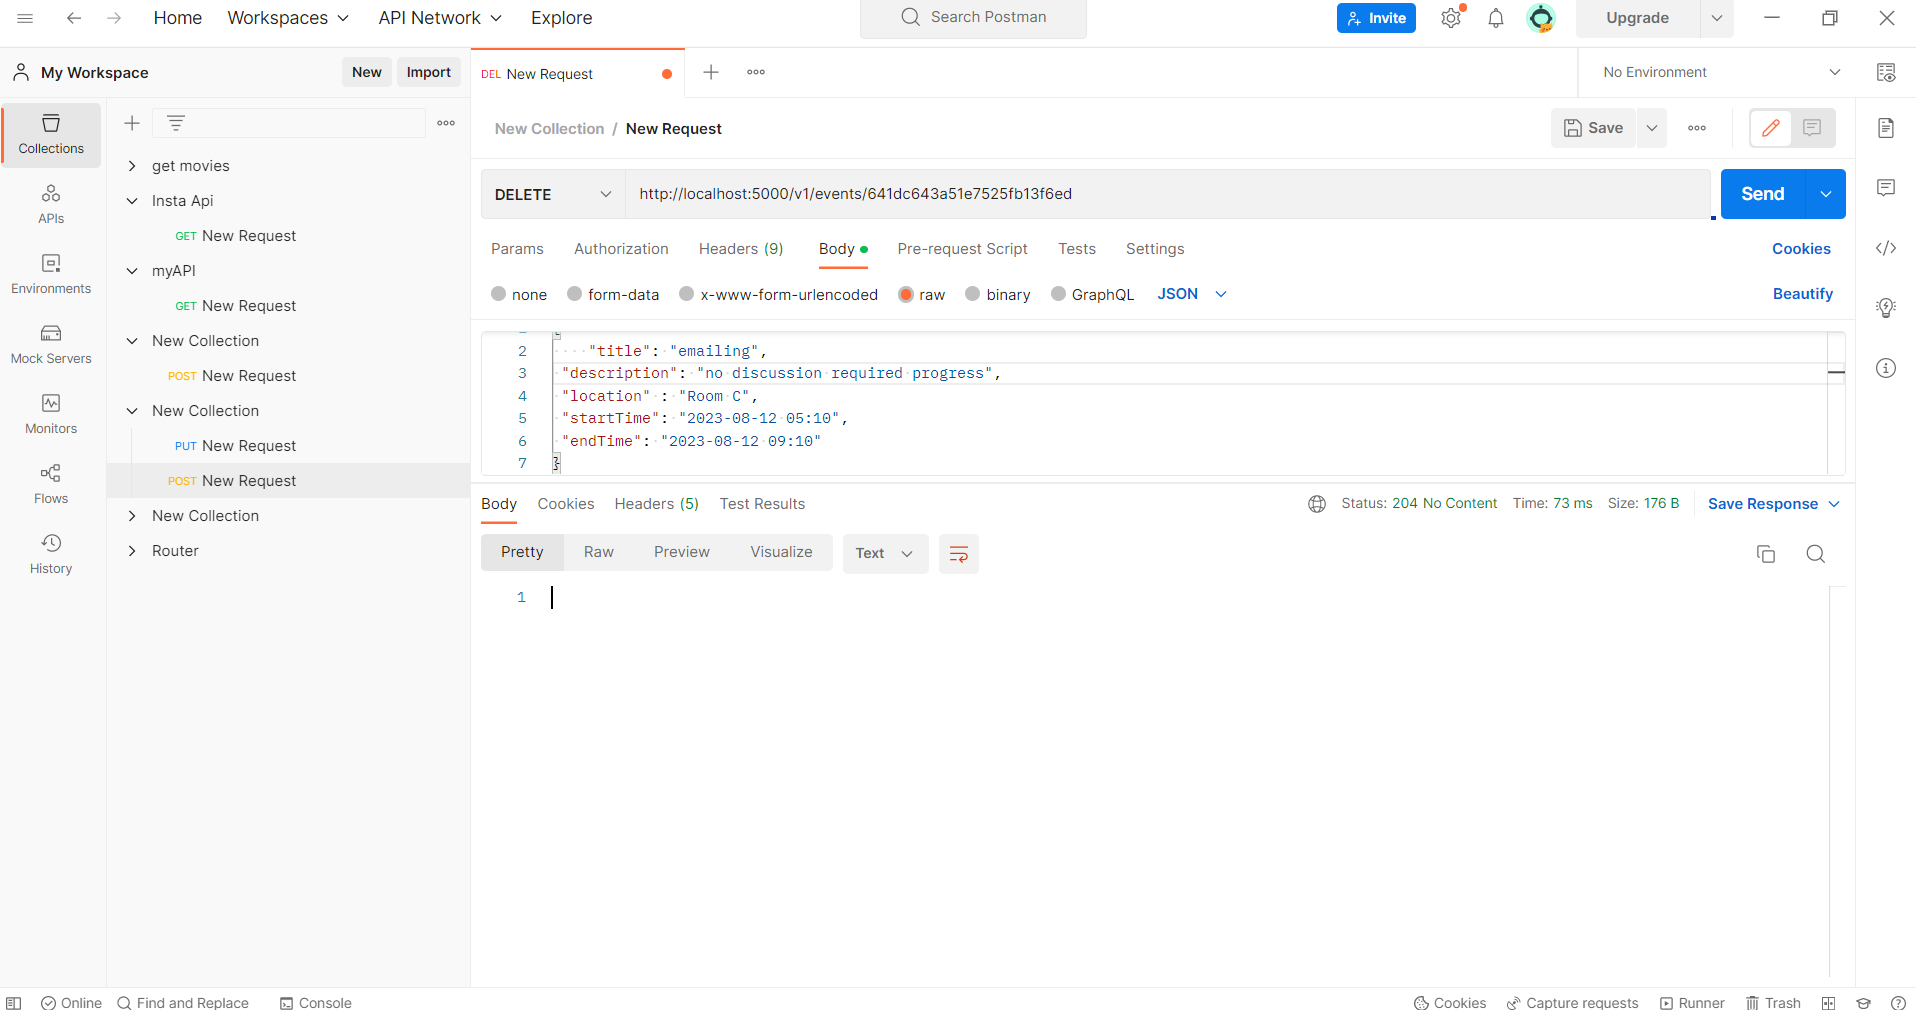 Home Workspaces API Network Explore Search Postman Invite Upgrade
My Workspace New Import DEL New Request No Environment
New Collection / New Request Save
Collections
get movies
DELETE http://localhost:5000/v1/events/641dc643a51e7525fb13f6ed Send
Insta Api
APIs
GET New Request
Params Authorization Headers (9) Body Pre-request Script Tests Settings Cookies
myAPI
Environments
none form-data x-www-form-urlencoded raw binary GraphQL JSON Beautify
GET New Request
New Collection
Mock Servers
2 "title": "emailing",
3 "description": "no discussion required progress",
POST New Request
4 "location" : "Room C",
New Collection
5 "startTime": "2023-08-12 05:10",
Monitors
6 "endTime": "2023-08-12 09:10"
PUT New Request
7 }
POST New Request
Flows
Body Cookies Headers (5) Test Results Status: 204 No Content Time: 73 ms Size: 176 B Save Response
New Collection
Router
Pretty Raw Preview Visualize Text
History
1
Online Find and Replace Console Cookies Capture requests Runner Trash